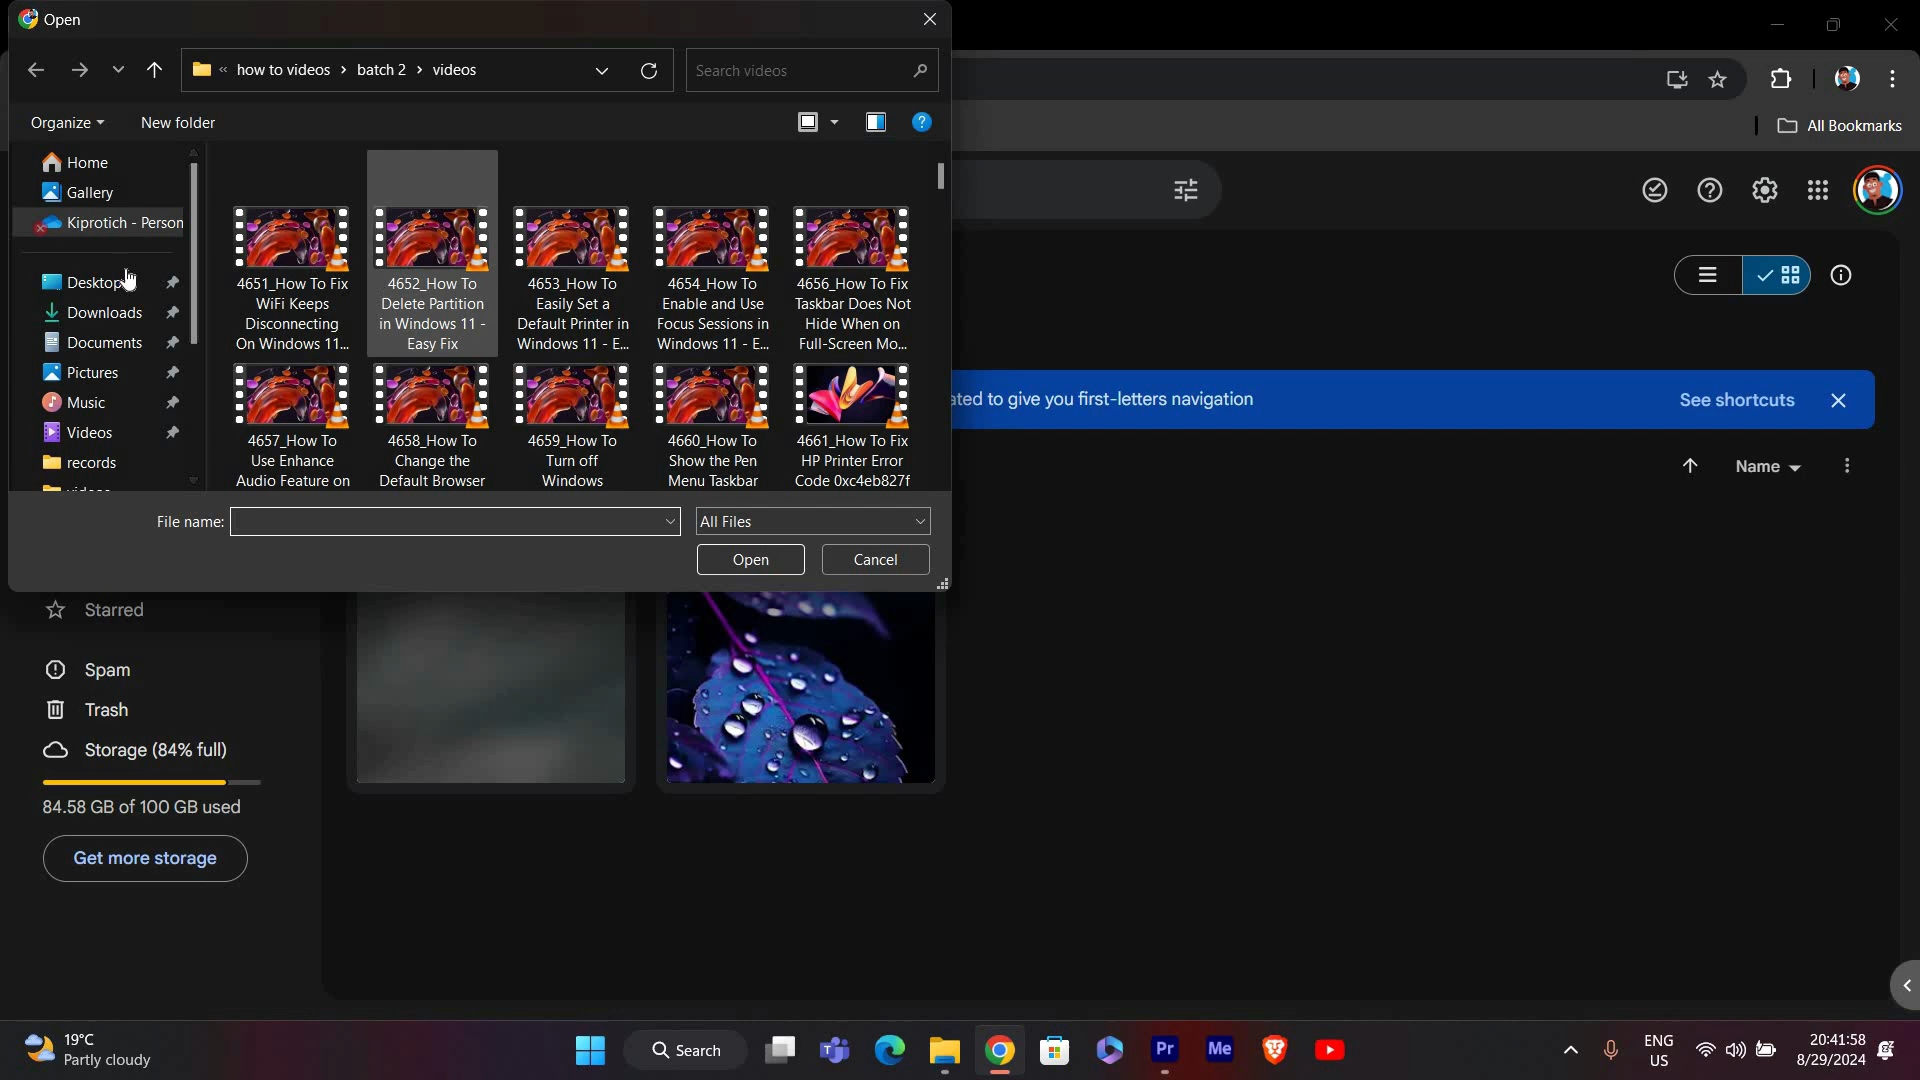 Open
« how to videos › batch 2 › videos
Search videos
Organize
New folder
All Bookmarks
Home
Gallery
Kiprotich - Person
Desktop
Downloads
Documents
Pictures
Music
Videos
records
4651_How To Fix
WiFi Keeps
Disconnecting
On Windows 11...
4652_How To
Delete Partition
in Windows 11 -
Easy Fix
4653_How To
Easily Set a
Default Printer in
Windows 11 - E...
4654_How To
Enable and Use
Focus Sessions in
Windows 11 - E...
4656_How To Fix
Taskbar Does Not
Hide When on
Full-Screen Mo...
4657_How To
Use Enhance
Audio Feature on
4658_How To
Change the
Default Browser
4659_How To
Turn off
Windows
4660_How To
Show the Pen
Menu Taskbar
4661_How To Fix
HP Printer Error
Code 0xc4eb827f
File name:
All Files
Open
Cancel
ated to give you first-letters navigation
See shortcuts
Name
Starred
Spam
Trash
Storage (84% full)
84.58 GB of 100 GB used
Get more storage
19°C
Partly cloudy
Search
Pr
Me
ENG
US
20:41:58
8/29/2024